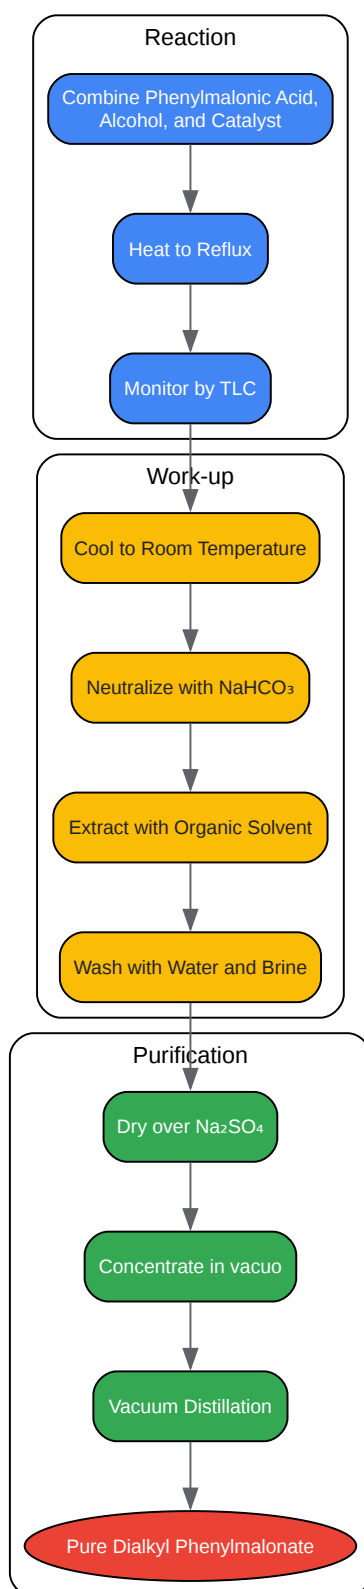 Reaction
Combine Phenylmalonic Acid,
Alcohol, and Catalyst
Heat to Reflux
Monitor by TLC
Work-up
Cool to Room Temperature
Neutralize with NaHCO₃
Extract with Organic Solvent
Wash with Water and Brine
Purification
Dry over Na₂SO₄
Concentrate in vacuo
Vacuum Distillation
Pure Dialkyl Phenylmalonate